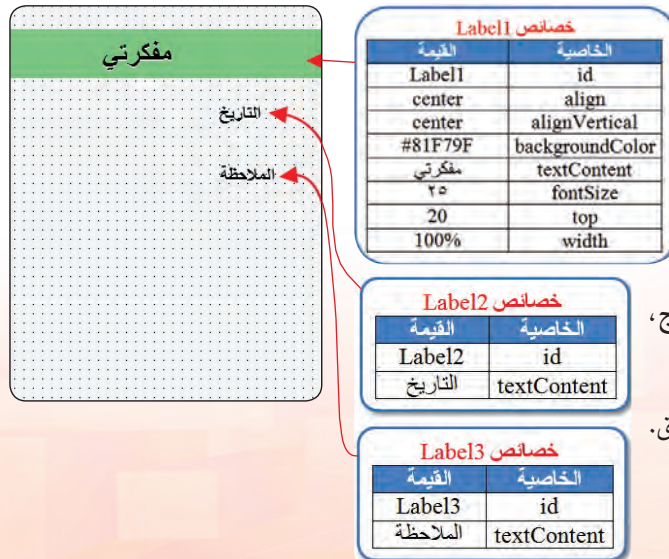 مفكرتي
التاريخ
الملاحظة
خصائص Label1
الخاصية القيمة
id Label1
align center
alignVertical center
backgroundColor #81F79F
textContent مفكرتي
fontSize ٢٥
top 20
width 100%
خصائص Label2
الخاصية القيمة
id Label2
textContent التاريخ
خصائص Label3
الخاصية القيمة
id Label3
textContent الملاحظة